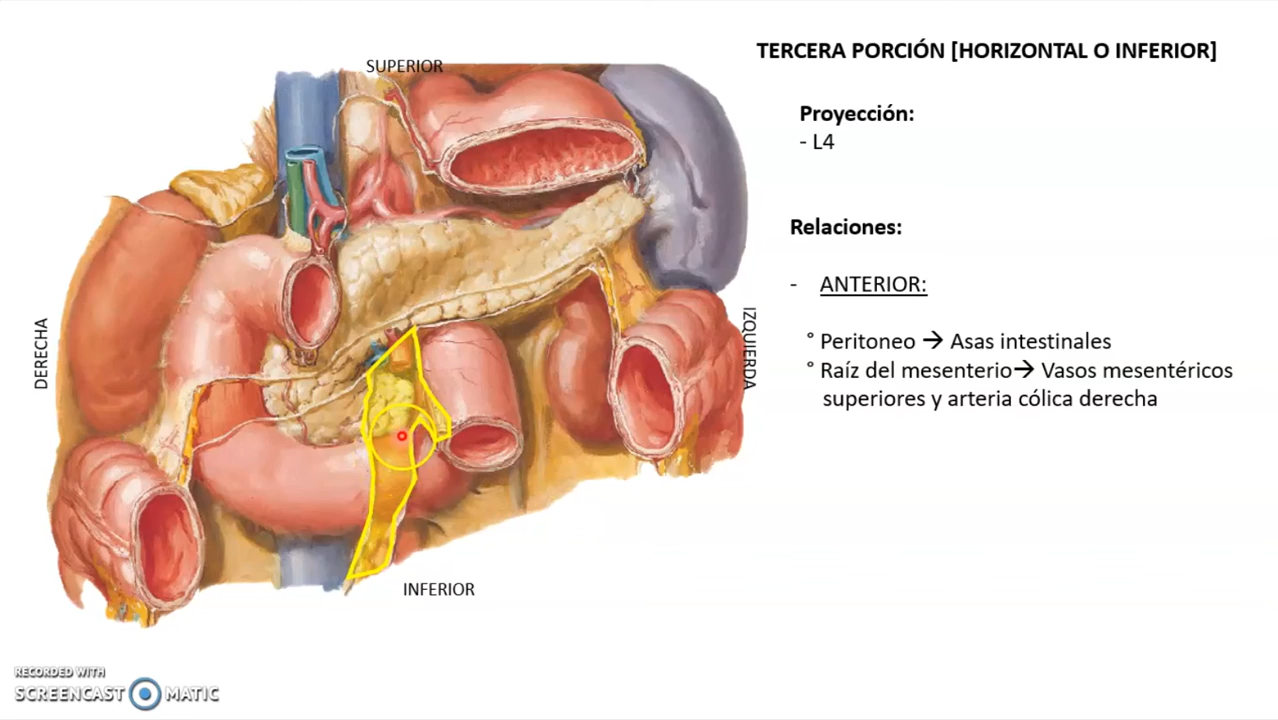 SUPERIOR
TERCERA PORCIÓN [HORIZONTAL O INFERIOR]
Proyección:
- L4
Relaciones:
- ANTERIOR:
° Peritoneo → Asas intestinales
° Raíz del mesenterio→ Vasos mesentéricos
superiores y arteria cólica derecha
DERECHA
IZQUIERDA
INFERIOR
RECORDED WITH
SCREENCAST MATIC